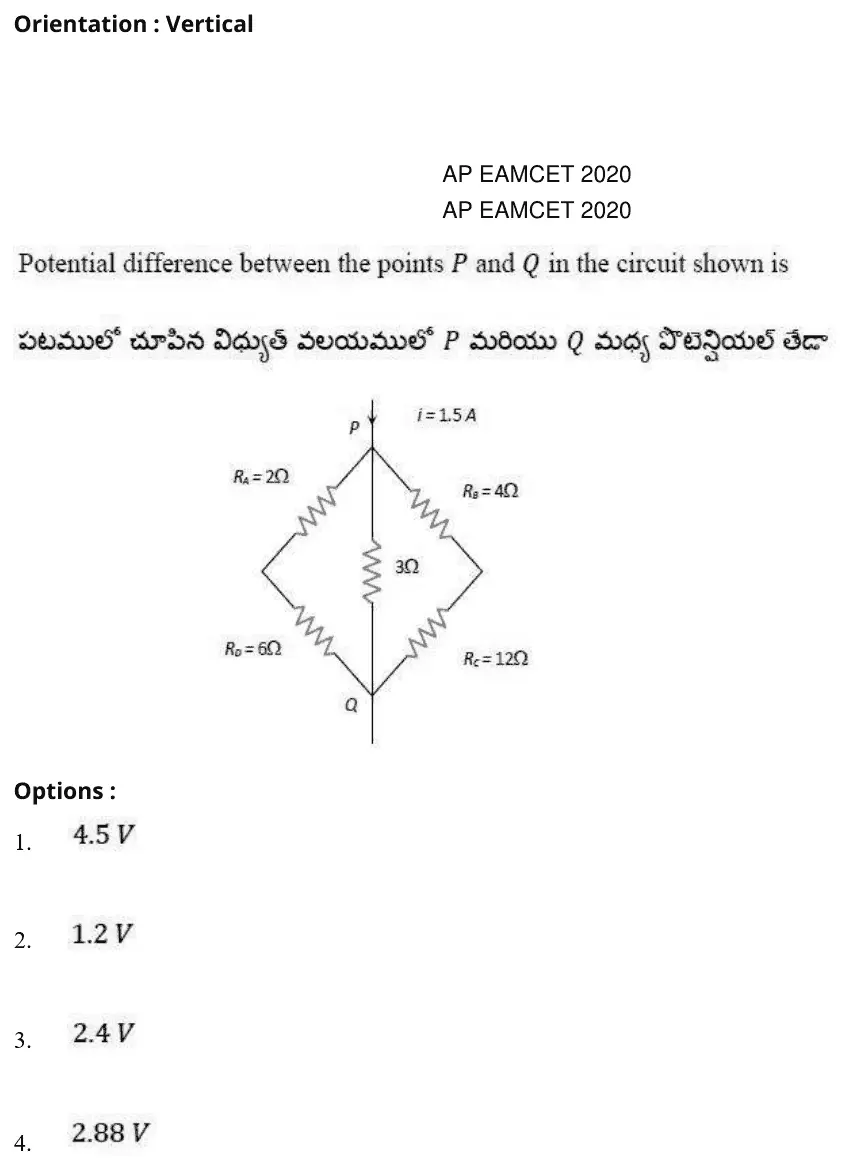 Orientation : Vertical
AP EAMCET 2020
AP EAMCET 2020
Potential difference between the points P and Q in the circuit shown is
పటములో చూపిన విధ్యుత్ వలయములో P మరియు Q మధ్య పొటెన్షియల్ తేడా
P
i = 1.5 A
R_A = 2Ω
R_B = 4Ω
3Ω
R_D = 6Ω
R_C = 12Ω
Q
Options :
1. 4.5 V
2. 1.2 V
3. 2.4 V
4. 2.88 V